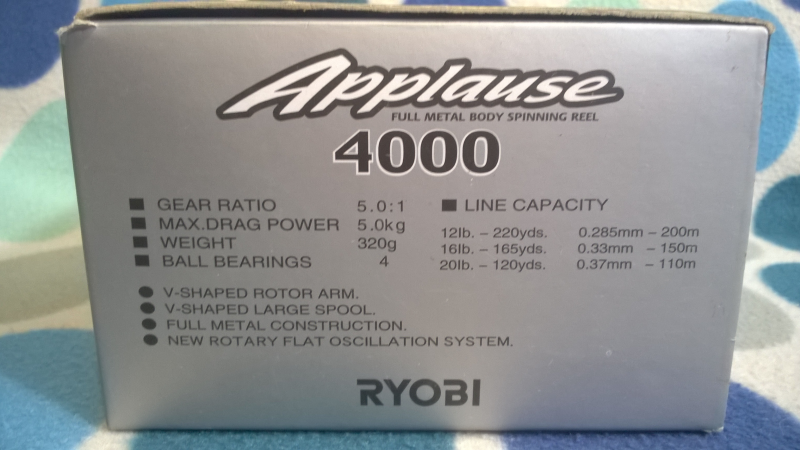 Applause
FULL METAL BODY SPINNING REEL
4000
■ GEAR RATIO 5.0:1
■ MAX.DRAG POWER 5.0kg
■ WEIGHT 320g
■ BALL BEARINGS 4
■ LINE CAPACITY
12lb. – 220yds. 0.285mm – 200m
16lb. – 165yds. 0.33mm – 150m
20lb. – 120yds. 0.37mm – 110m
● V-SHAPED ROTOR ARM.
● V-SHAPED LARGE SPOOL.
● FULL METAL CONSTRUCTION.
● NEW ROTARY FLAT OSCILLATION SYSTEM.
RYOBI